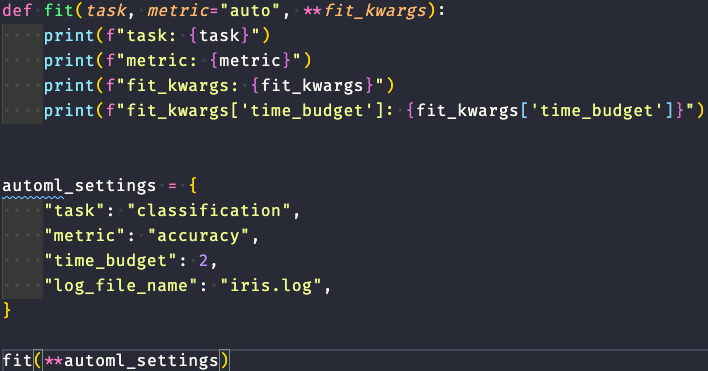 def fit(task, metric="auto", **fit_kwargs):
    print(f"task: {task}")
    print(f"metric: {metric}")
    print(f"fit_kwargs: {fit_kwargs}")
    print(f"fit_kwargs['time_budget']: {fit_kwargs['time_budget']}")
automl_settings = {
    "task": "classification",
    "metric": "accuracy",
    "time_budget": 2,
    "log_file_name": "iris.log",
}
fit(**automl_settings)